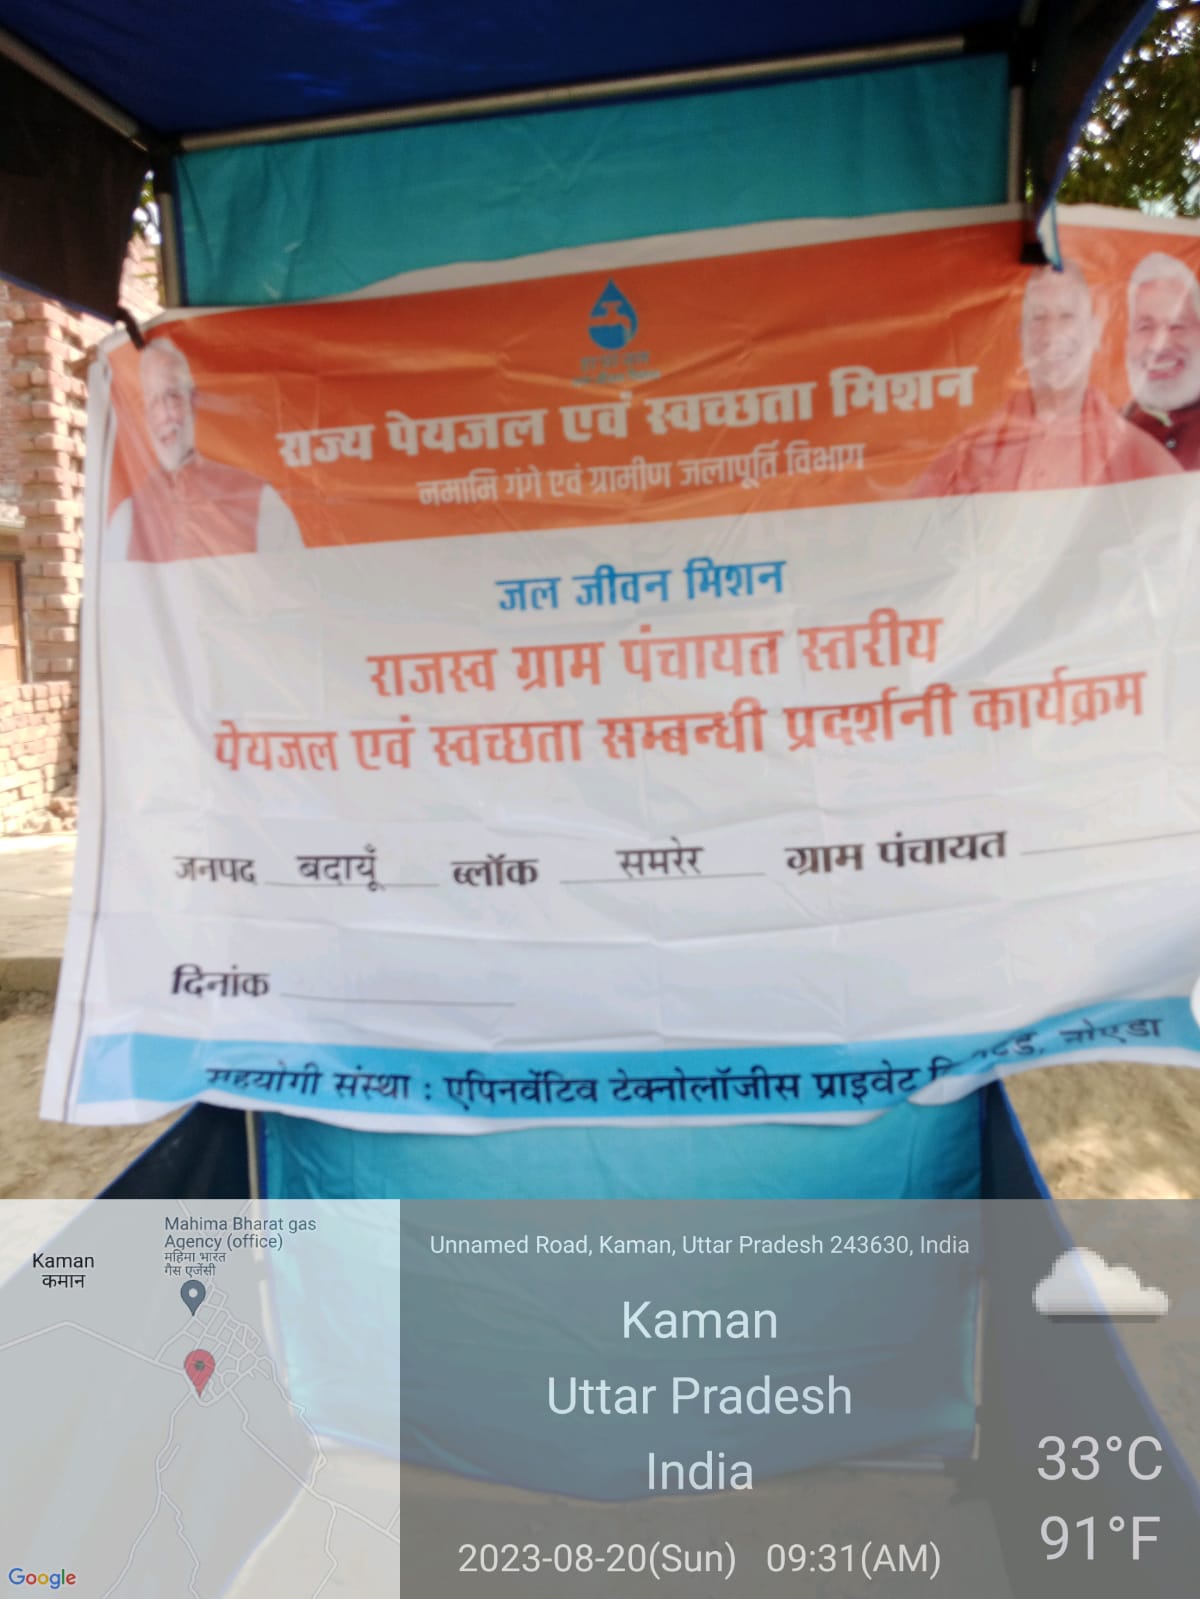 राज्य पेयजल एवं स्वच्छता मिशन
नमामि गंगे एवं ग्रामीण जलापूर्ति विभाग
जल जीवन मिशन
राजस्व ग्राम पंचायत स्तरीय
पेयजल एवं स्वच्छता सम्बन्धी प्रदर्शनी कार्यक्रम
जनपद बदायूँ ब्लॉक समरेर ग्राम पंचायत
दिनांक
सहयोगी संस्था : एपिनर्वेटिव टेक्नोलॉजीस प्राइवेट नोएडा
Mahima Bharat gas
Agency (office)
महिमा भारत
गैस एजेंसी
Kaman
कमान
Google
Unnamed Road, Kaman, Uttar Pradesh 243630, India
Kaman
Uttar Pradesh
India
2023-08-20(Sun) 09:31(AM)
33°C
91°F